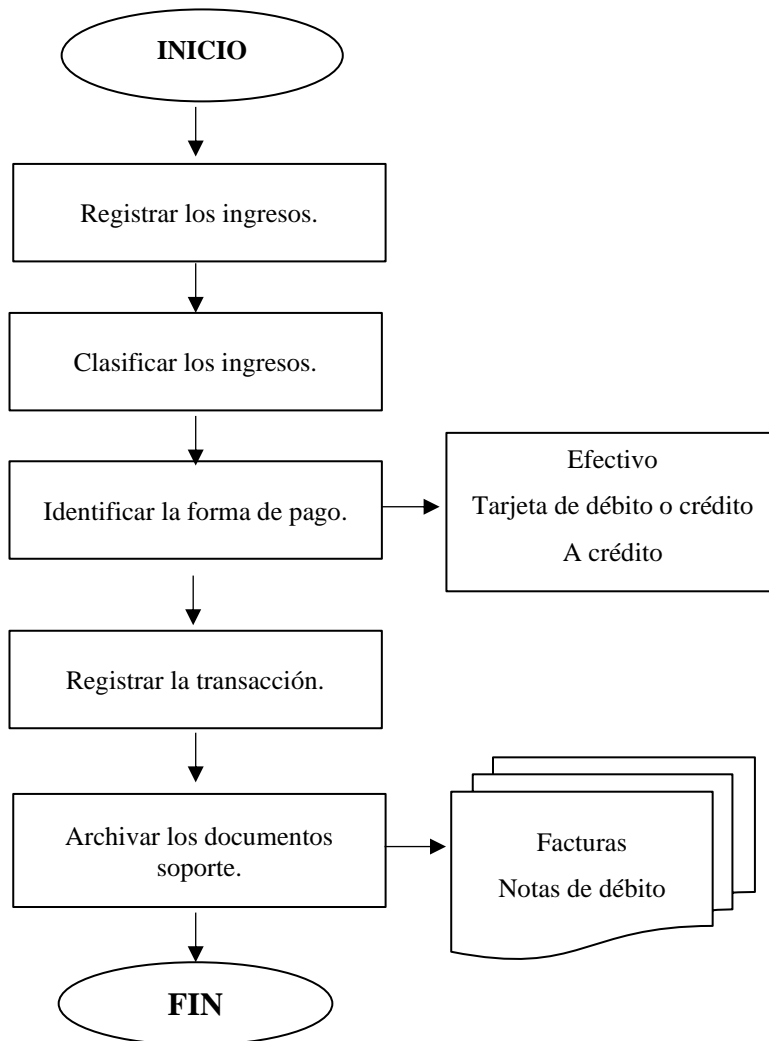 INICIO
Registrar los ingresos.
Clasificar los ingresos.
Identificar la forma de pago.
Efectivo
Tarjeta de débito o crédito
A crédito
Registrar la transacción.
Archivar los documentos
soporte.
Facturas
Notas de débito
FIN